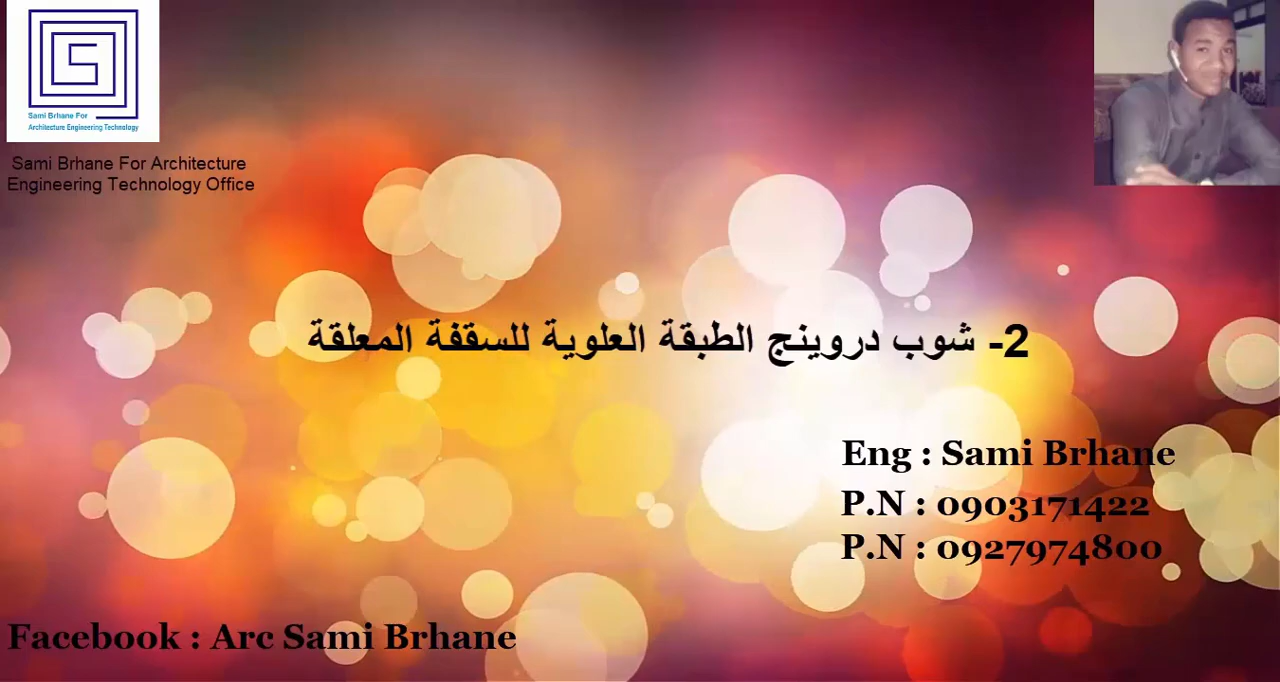 Sami Brhane For
Architecture Engineering Technology
Sami Brhane For Architecture
Engineering Technology Office
2- شوب دروينج الطبقة العلوية للسقفة المعلقة
Eng : Sami Brhane
P.N : 0903171422
P.N : 0927974800
Facebook : Arc Sami Brhane